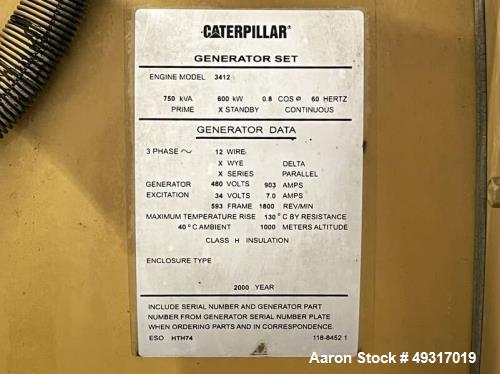 CATERPILLAR®
GENERATOR SET
ENGINE MODEL 3412
750 kVA 600 kW 0.8 COS Ø 60 HERTZ
PRIME X STANDBY CONTINUOUS
GENERATOR DATA
3 PHASE ~ 12 WIRE
X WYE DELTA
X SERIES PARALLEL
GENERATOR 480 VOLTS 903 AMPS
EXCITATION 34 VOLTS 7.0 AMPS
593 FRAME 1800 REV/MIN
MAXIMUM TEMPERATURE RISE 130 °C BY RESISTANCE
40 °C AMBIENT 1000 METERS ALTITUDE
CLASS H INSULATION
ENCLOSURE TYPE
2000 YEAR
INCLUDE SERIAL NUMBER AND GENERATOR PART
NUMBER FROM GENERATOR SERIAL NUMBER PLATE
WHEN ORDERING PARTS AND IN CORRESPONDENCE.
ESO HTH74 118-8452 1
Aaron Stock # 49317019